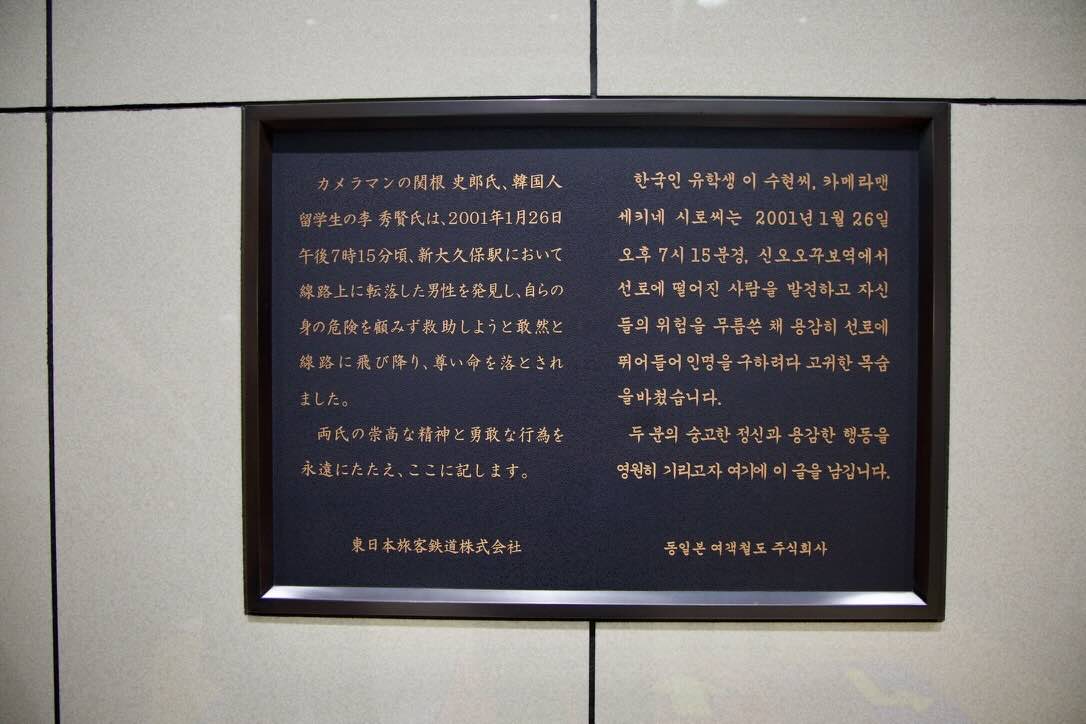 カメラマンの関根 史郎氏、韓国人
留学生の李 秀賢氏は、2001年1月26日
午後7時15分頃、新大久保駅において
線路上に転落した男性を発見し、自らの
身の危険を顧みず救助しようと敢然と
線路に飛び降り、尊い命を落とされ
ました。
両氏の崇高な精神と勇敢な行為を
永遠にたたえ、ここに記します。
東日本旅客鉄道株式会社
한국인 유학생 이 수현씨, 카메라맨
세키네 시로씨는 2001년 1월 26일
오후 7시 15분경, 신오오꾸보역에서
선로에 떨어진 사람을 발견하고 자신
들의 위험을 무릅쓴 채 용감히 선로에
뛰어들어 인명을 구하려다 고귀한 목숨
을 바쳤습니다.
두 분의 숭고한 정신과 용감한 행동을
영원히 기리고자 여기에 이 글을 남깁니다.
동일본 여객철도 주식회사